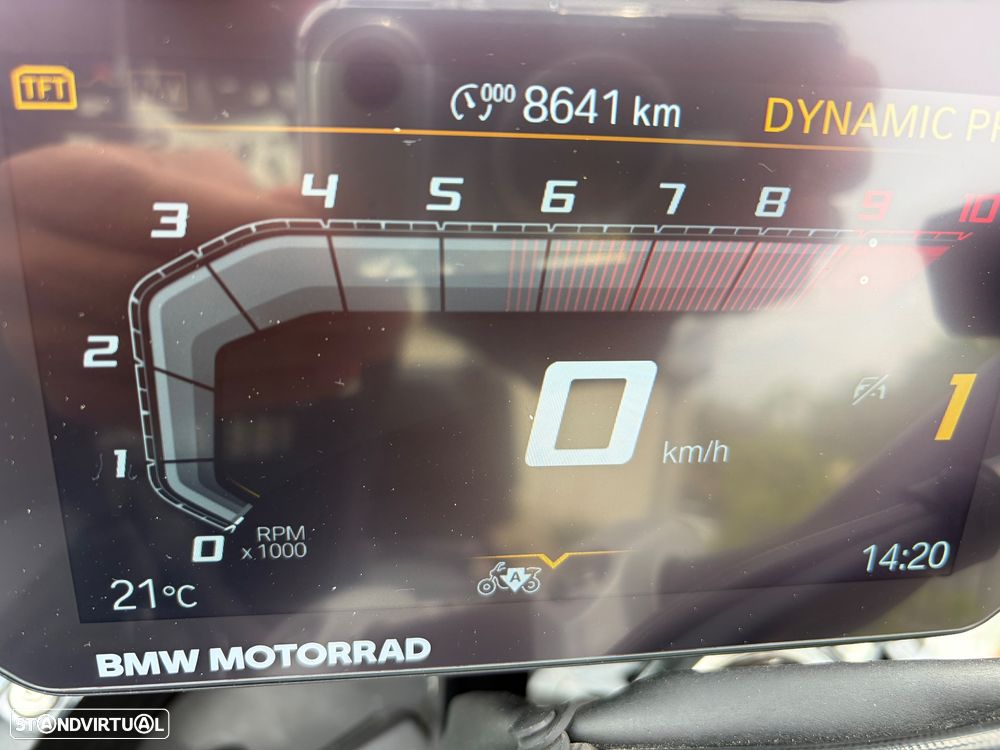 TFT
000 8641 km
DYNAMIC PR
4 5 6 7 8 9 10
3
2
1
0
RPM
x 1000
0
km/h
1
A
21°C
14:20
BMW MOTORRAD
STANDVIRTUAL